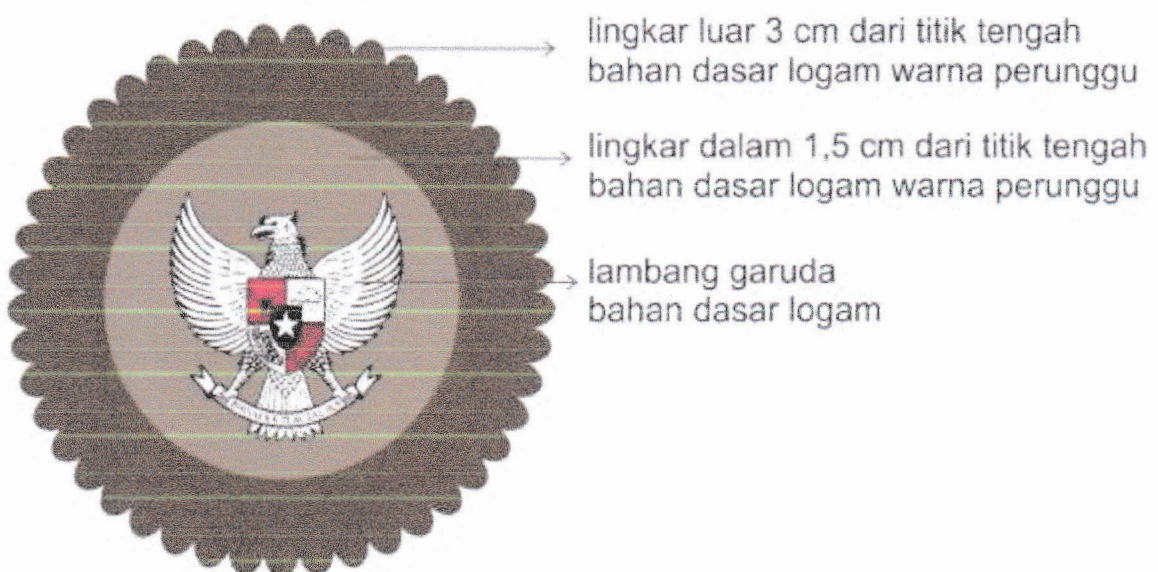 lingkar luar 3 cm dari titik tengah
bahan dasar logam warna perunggu
lingkar dalam 1,5 cm dari titik tengah
bahan dasar logam warna perunggu
lambang garuda
bahan dasar logam